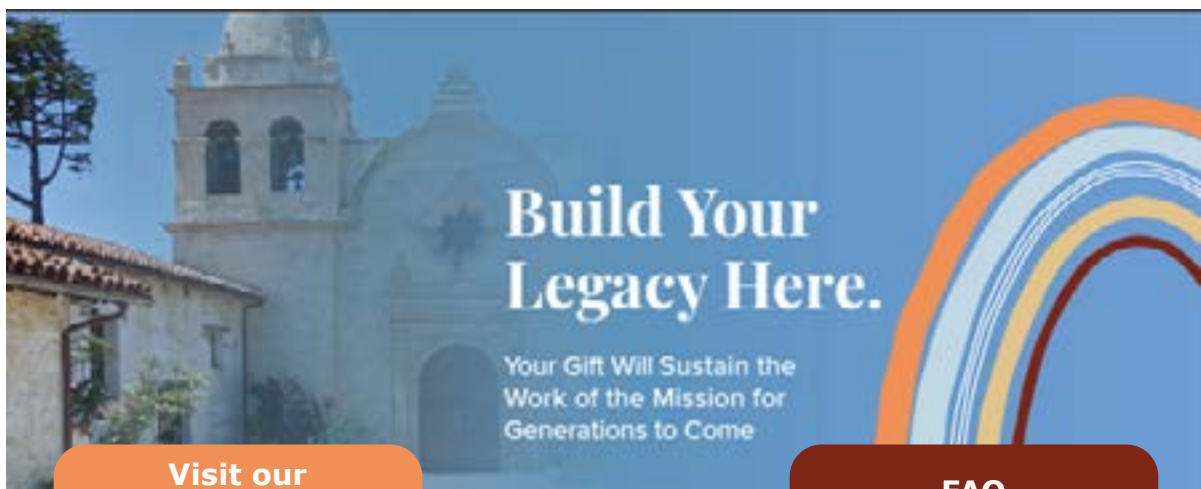 Build Your
Legacy Here.
Your Gift Will Sustain the
Work of the Mission for
Generations to Come
Visit our
FAQ